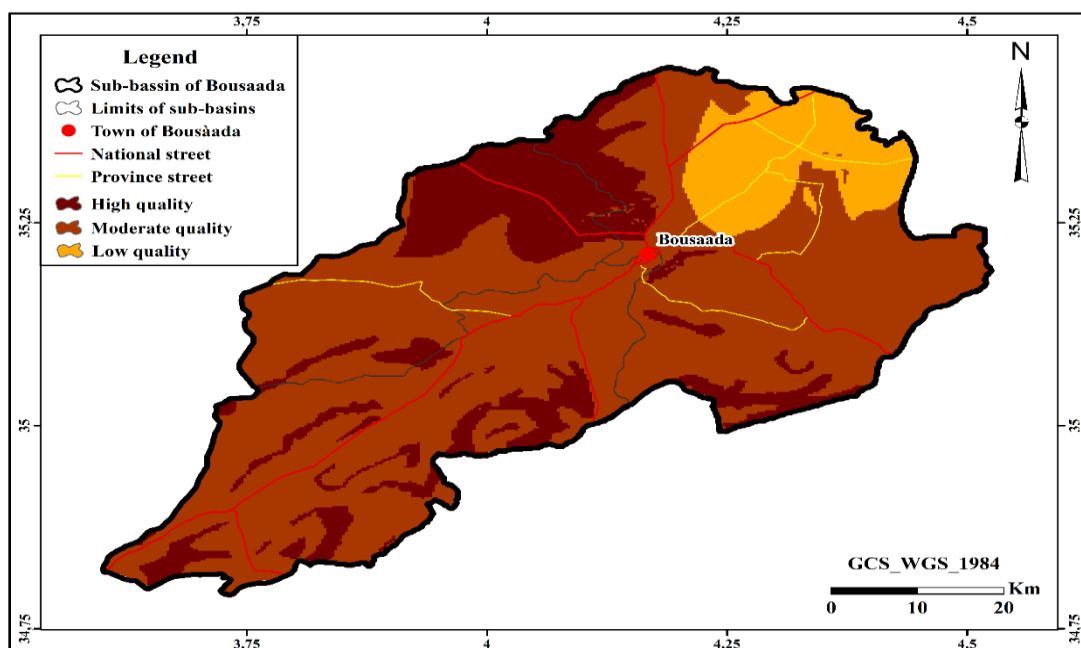 3,75 4 4,25 4,5
Legend
Sub-bassin of Bousaada
Limits of sub-basins
Town of Bousàada
National street
Province street
High quality
Moderate quality
Low quality
N
35,25 35,25
Bousaada
35 35
GCS_WGS_1984
Km
0 10 20
34,75 34,75
3,75 4 4,25 4,5